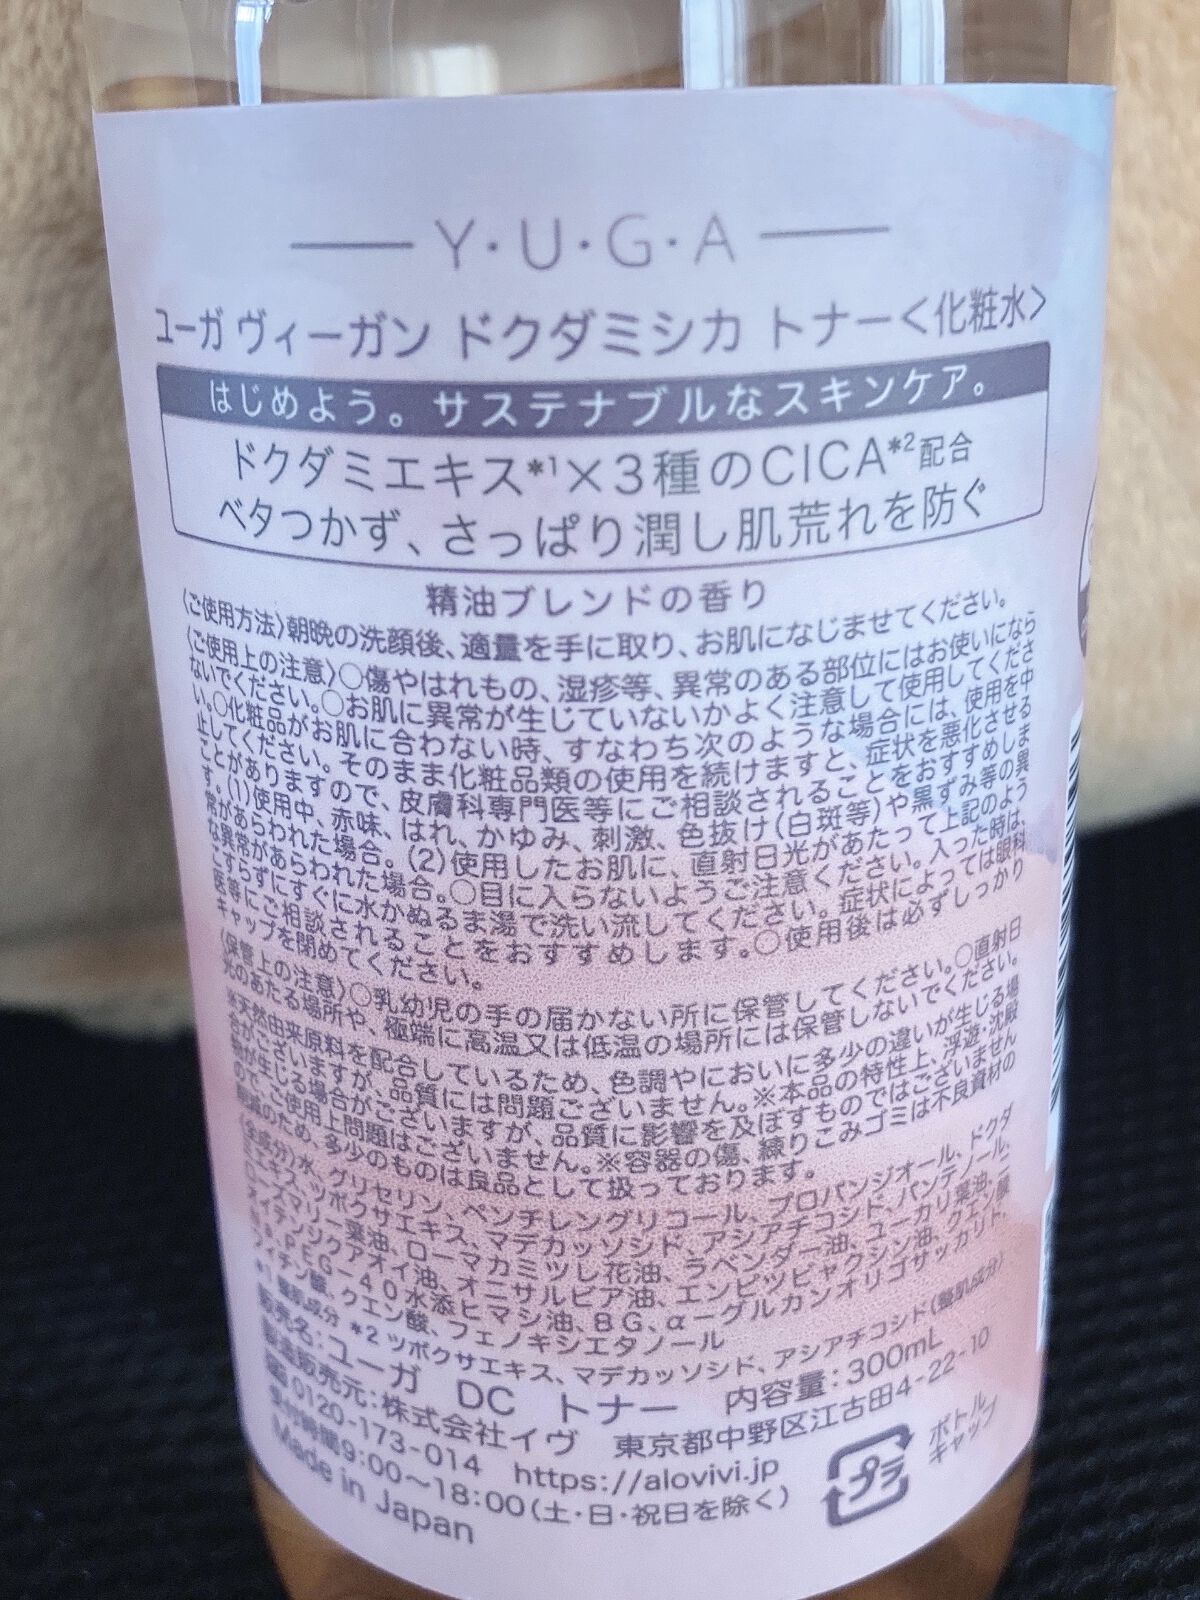 Y・U・G・A
ユーガ ヴィーガン ドクダミシカ トナー<化粧水>
はじめよう。サステナブルなスキンケア。
ドクダミエキス*1×3種のCICA*2配合
ベタつかず、さっぱり潤し肌荒れを防ぐ
精油ブレンドの香り
〈ご使用方法〉朝晩の洗顔後、適量を手に取り、お肌になじませてください。
〈ご使用上の注意〉○傷やはれもの、湿疹等、異常のある部位にはお使いになら
ないでください。○お肌に異常が生じていないかよく注意して使用してくださ
い。○化粧品がお肌に合わない時、すなわち次のような場合には、使用を中
止してください。そのまま化粧品類の使用を続けますと、症状を悪化させる
ことがありますので、皮膚科専門医等にご相談されることをおすすめしま
す。(1)使用中、赤味、はれ、かゆみ、刺激、色抜け(白斑等)や黒ずみ等の異
常があらわれた場合。(2)使用したお肌に、直射日光があたって上記のよう
な異常があらわれた場合。○目に入らないようご注意ください。入った時は、
こすらずにすぐに水かぬるま湯で洗い流してください。症状によっては眼科
医等にご相談されることをおすすめします。○使用後は必ずしっかり
キャップを閉めてください。
〈保管上の注意〉○乳幼児の手の届かない所に保管してください。○直射日
光のあたる場所や、極端に高温又は低温の場所には保管しないでください。
※天然由来原料を配合しているため、色調やにおいに多少の違いが生じる場
合がございますが、品質には問題ございません。※本品の特性上、浮遊・沈殿
物が生じる場合がございますが、品質に影響を及ぼすものではございません
ので、ご使用上問題はございません。※容器の傷、練りこみゴミは不良資材の
削減のため、多少のものは良品として扱っております。
〈全成分〉水、グリセリン、ペンチレングリコール、プロパンジオール、ドクダ
ミエキス、ツボクサエキス、マデカッソシド、アシアチコシド、パンテノール、
ローズマリー葉油、ローマカミツレ花油、ラベンダー油、ユーカリ葉油、ニ
オイテンジクアオイ油、オニサルビア油、エンピツビャクシン油、クエン酸
Na、PEG-40水添ヒマシ油、BG、α-グルカンオリゴサッカリド、
フィチン酸、クエン酸、フェノキシエタノール
*1 整肌成分 *2 ツボクサエキス、マデカッソシド、アシアチコシド(整肌成分)
販売名:ユーガ DC トナー 内容量:300mL
製造販売元:株式会社イヴ 東京都中野区江古田4-22-10
0120-173-014 https://alovivi.jp
受付時間9:00〜18:00(土・日・祝日を除く)
Made in Japan
プラ
ボトル
キャップ